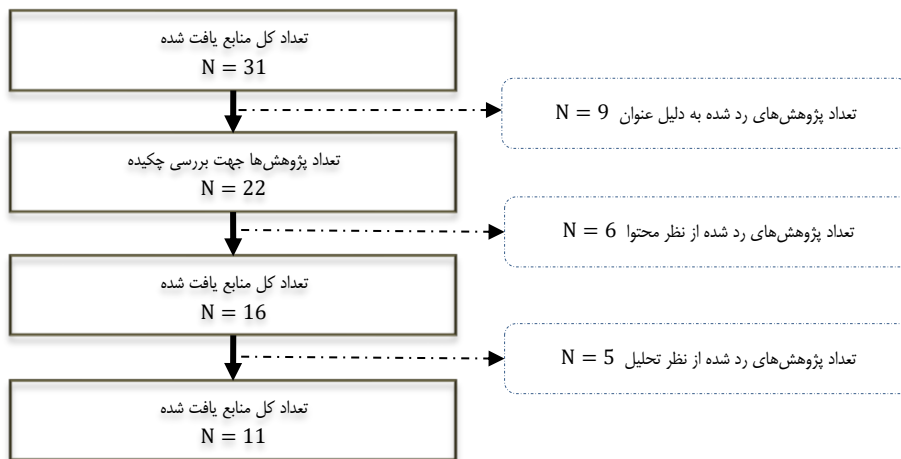 تعداد کل منابع یافت شده
N = 31
تعداد پژوهش‌های رد شده به دلیل عنوان N = 9
تعداد پژوهش‌ها جهت بررسی چکیده
N = 22
تعداد پژوهش‌های رد شده از نظر محتوا N = 6
تعداد کل منابع یافت شده
N = 16
تعداد پژوهش‌های رد شده از نظر تحلیل N = 5
تعداد کل منابع یافت شده
N = 11